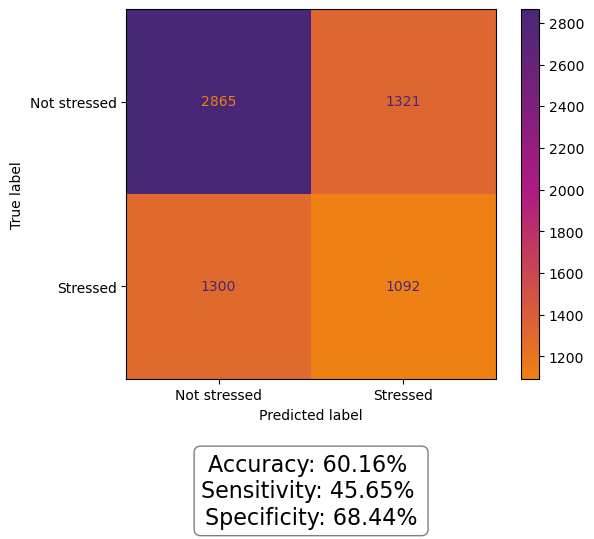 True label
Not stressed
2865
1321
Stressed
1300
1092
Not stressed
Stressed
Predicted label
2800
2600
2400
2200
2000
1800
1600
1400
1200
Accuracy: 60.16%
Sensitivity: 45.65%
Specificity: 68.44%